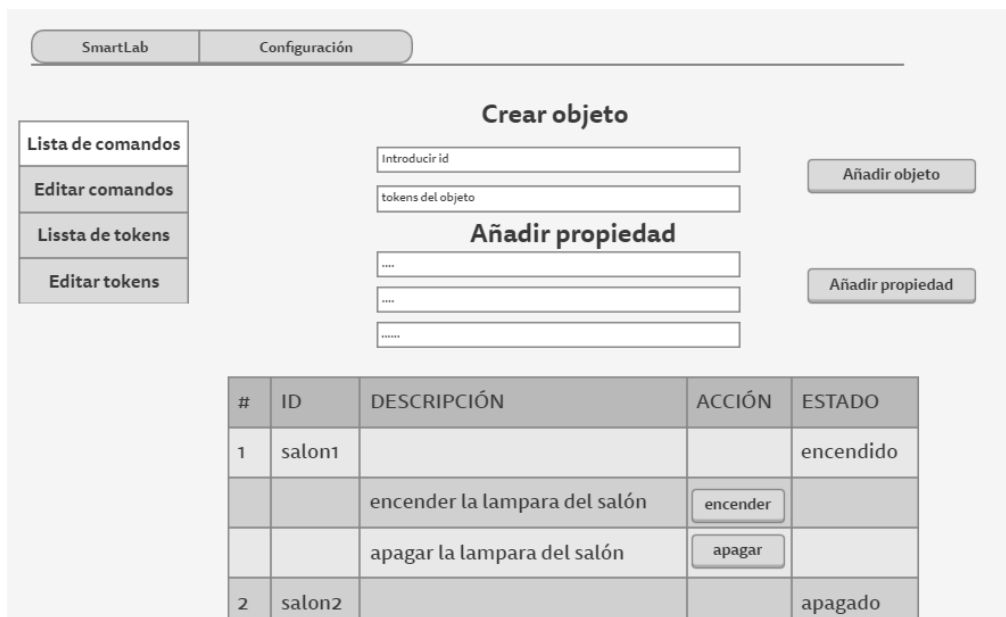 SmartLab Configuración
Crear objeto
Lista de comandos
Introducir id
Añadir objeto
Editar comandos
tokens del objeto
Lissta de tokens
Añadir propiedad
....
Editar tokens
Añadir propiedad
....
......
# ID DESCRIPCIÓN ACCIÓN ESTADO
1 salon1 encendido
encender la lampara del salón encender
apagar la lampara del salón apagar
2 salon2 apagado